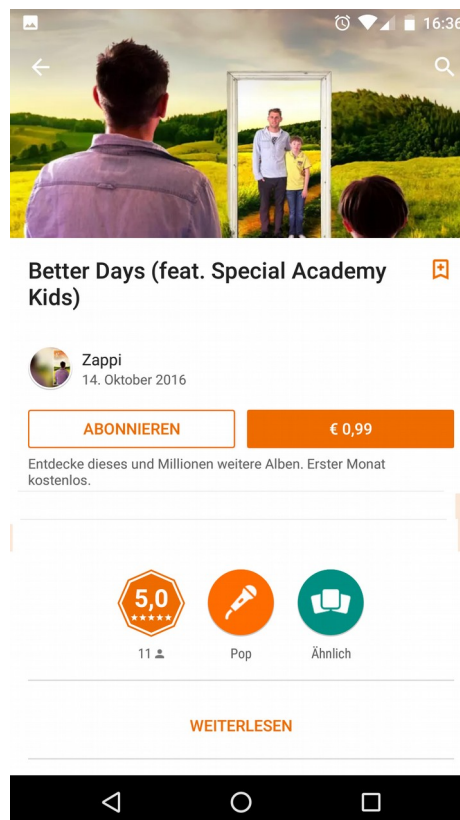 16:36
Better Days (feat. Special Academy
Kids)
Zappi
14. Oktober 2016
ABONNIEREN
€ 0,99
Entdecke dieses und Millionen weitere Alben. Erster Monat
kostenlos.
5,0
11
Pop
Ähnlich
WEITERLESEN